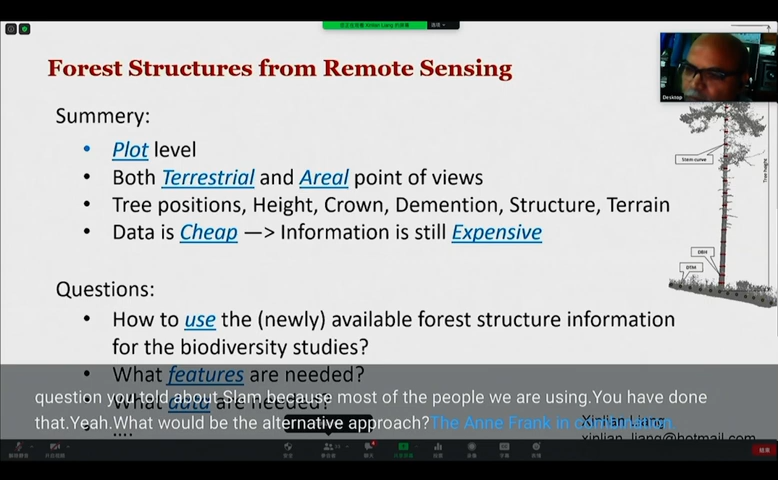 Forest Structures from Remote Sensing
Desktop
Summery:
Plot level
Both Terrestrial and Areal point of views
Tree positions, Height, Crown, Demention, Structure, Terrain
Data is Cheap —> Information is still Expensive
Stem curve
Tree height
DBH
DTM
Questions:
How to use the (newly) available forest structure information
for the biodiversity studies?
What features are needed?
What data are needed?
....
question you told about Slam because most of the people we are using.You have done
that.Yeah.What would be the alternative approach?The Anne Frank in combination.
Xinlian Liang
xinlian_liang@hotmail.com